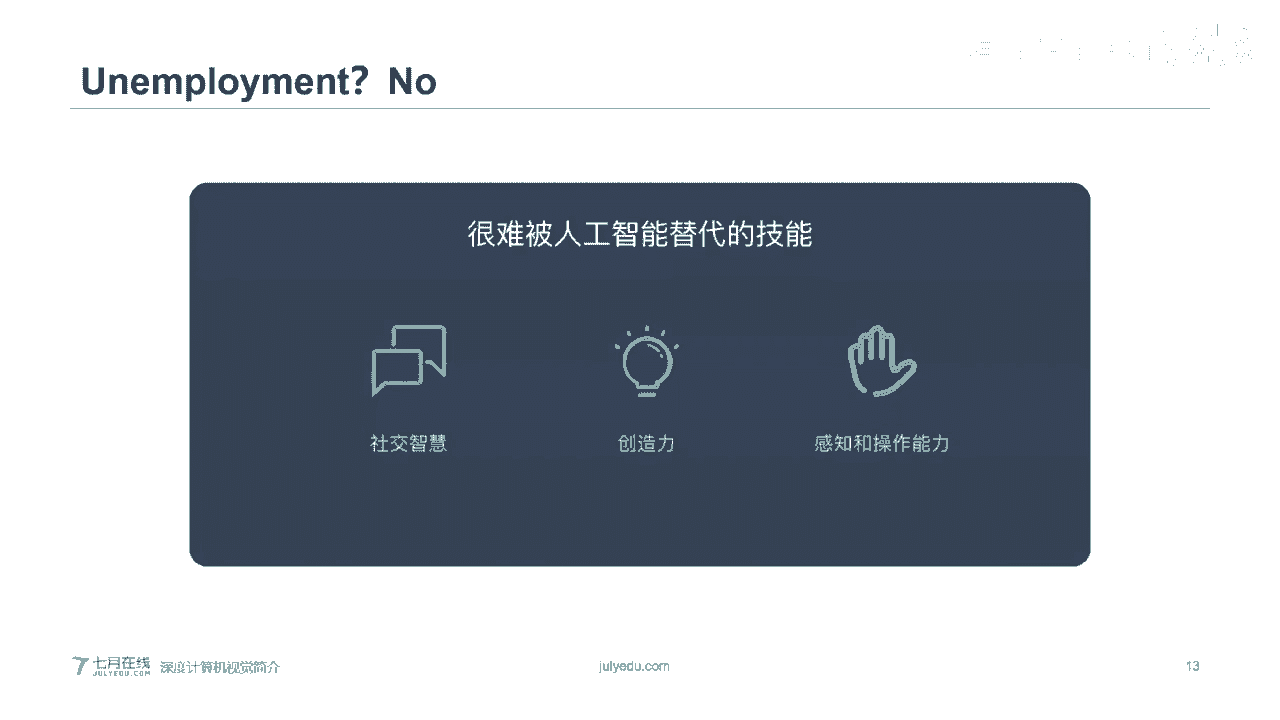 Unemployment? No
很难被人工智能替代的技能
社交智慧
创造力
感知和操作能力
七月在线
JULYEDU.COM
深度计算机视觉简介
julyedu.com
13